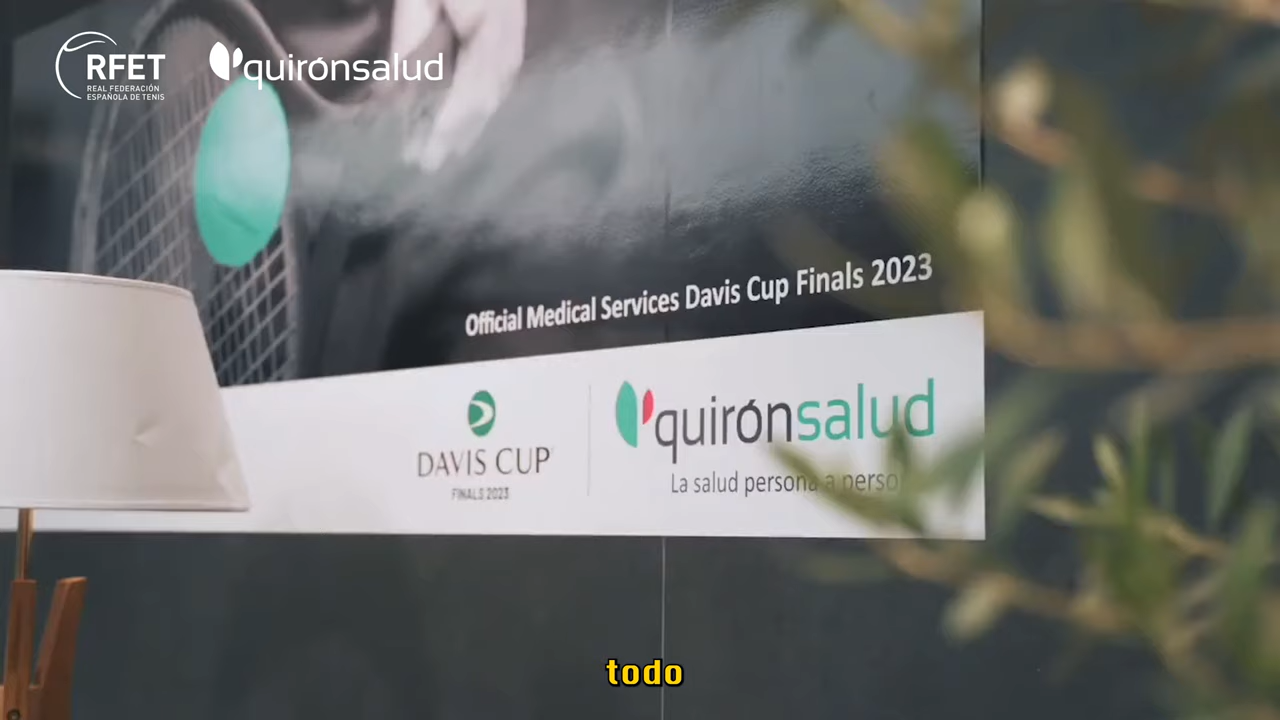 RFET
REAL FEDERACIÓN
ESPAÑOLA DE TENIS
quirónsalud
Official Medical Services Davis Cup Finals 2023
DAVIS CUP
FINALS 2023
quirónsalud
La salud persona a perso
todo